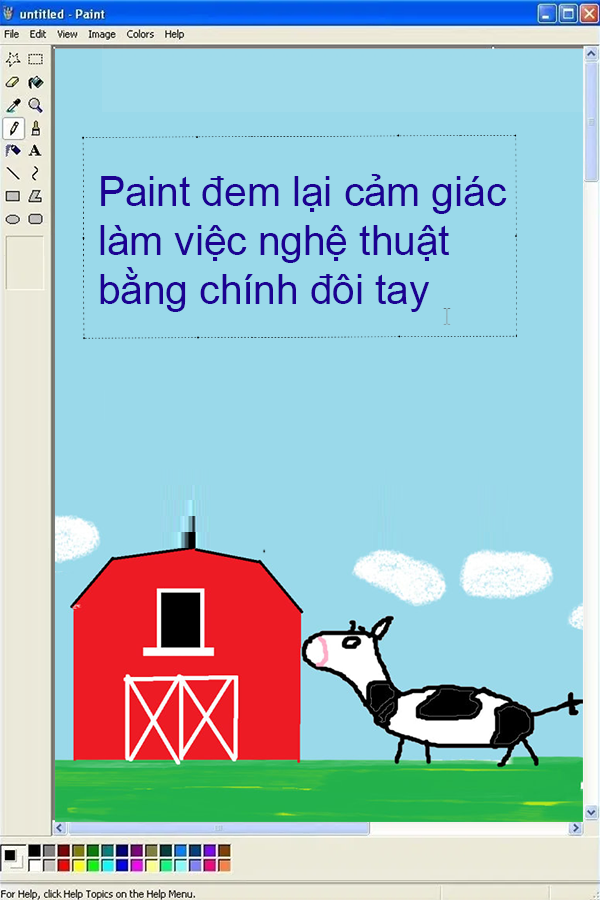 untitled - Paint
File Edit View Image Colors Help
A
Paint đem lại cảm giác
làm việc nghệ thuật
bằng chính đôi tay
For Help, click Help Topics on the Help Menu.